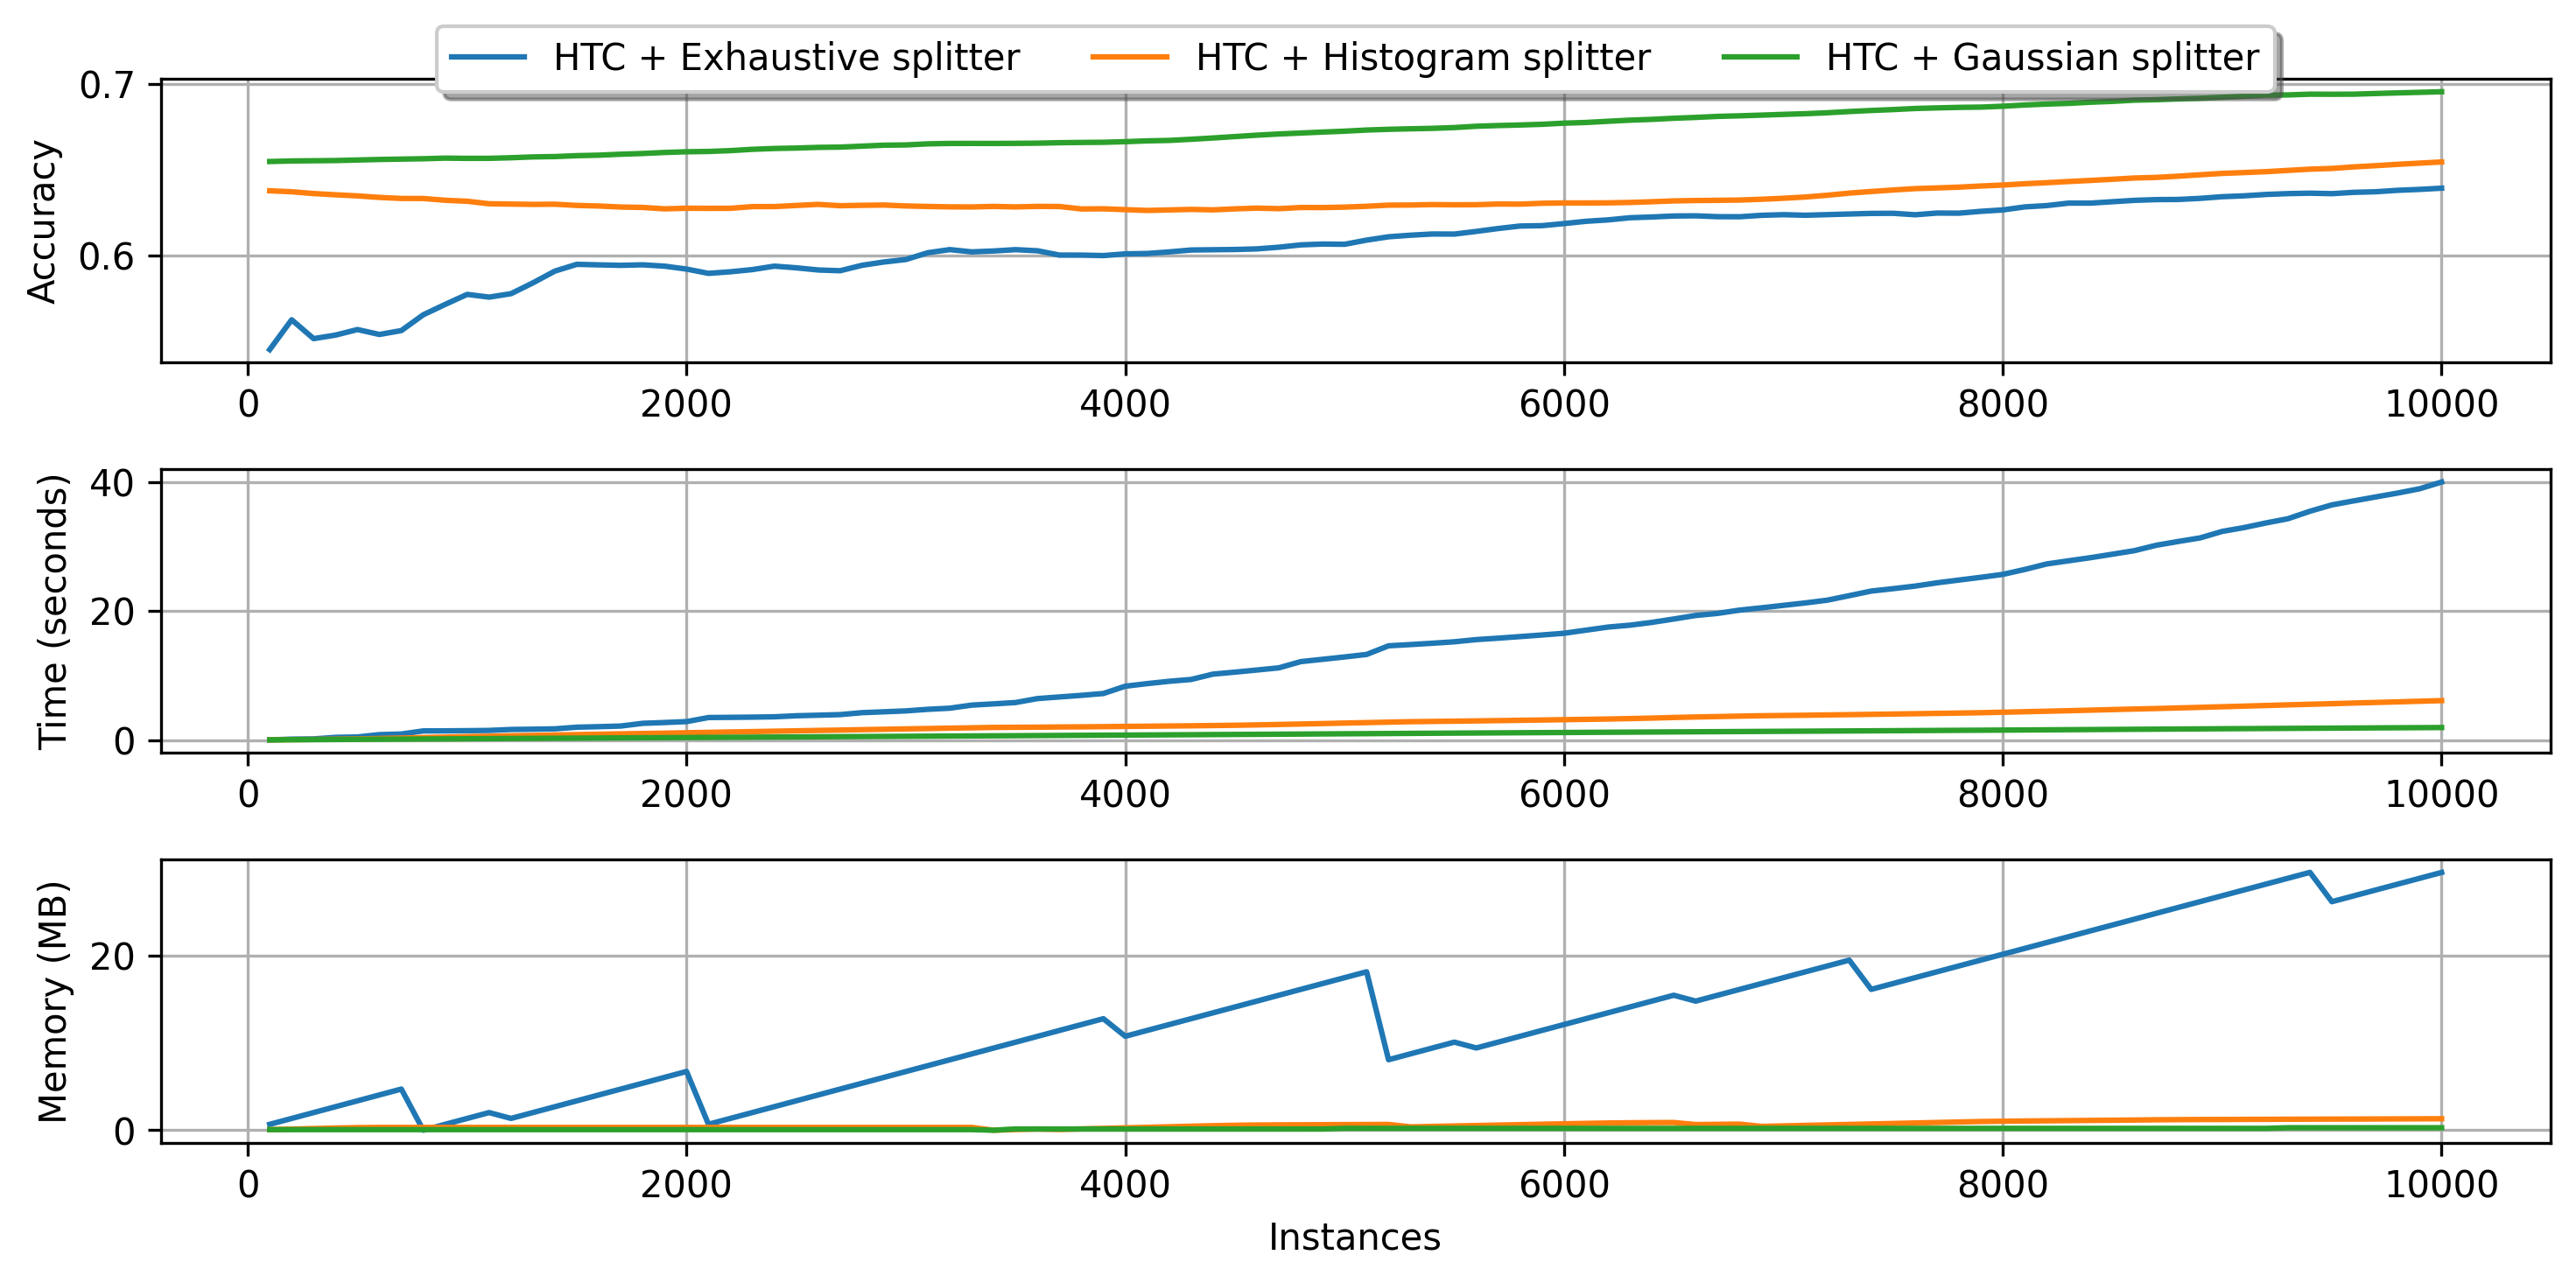 HTC + Exhaustive splitter HTC + Histogram splitter HTC + Gaussian splitter
Accuracy
0.7
0.6
0 2000 4000 6000 8000 10000
Time (seconds)
40
20
0
0 2000 4000 6000 8000 10000
Memory (MB)
20
0
0 2000 4000 6000 8000 10000
Instances